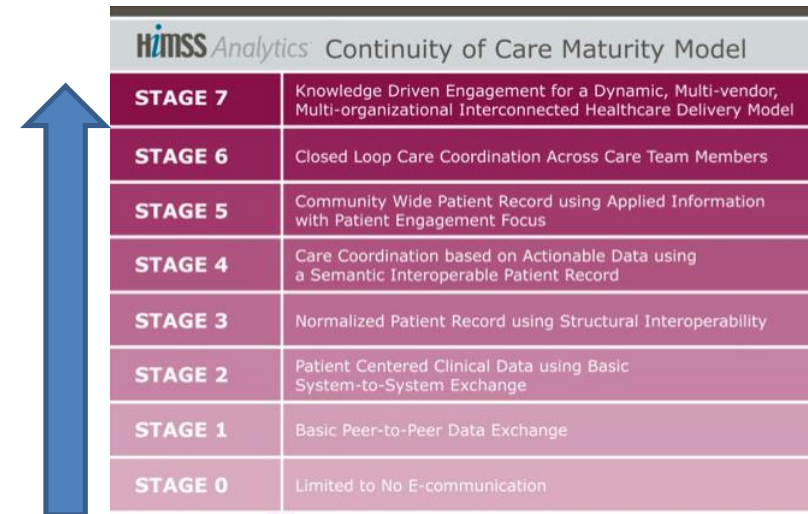 HiMSS Analytics Continuity of Care Maturity Model
STAGE 7
Knowledge Driven Engagement for a Dynamic, Multi-vendor,
Multi-organizational Interconnected Healthcare Delivery Model
STAGE 6
Closed Loop Care Coordination Across Care Team Members
STAGE 5
Community Wide Patient Record using Applied Information
with Patient Engagement Focus
STAGE 4
Care Coordination based on Actionable Data using
a Semantic Interoperable Patient Record
STAGE 3
Normalized Patient Record using Structural Interoperability
STAGE 2
Patient Centered Clinical Data using Basic
System-to-System Exchange
STAGE 1
Basic Peer-to-Peer Data Exchange
STAGE 0
Limited to No E-communication